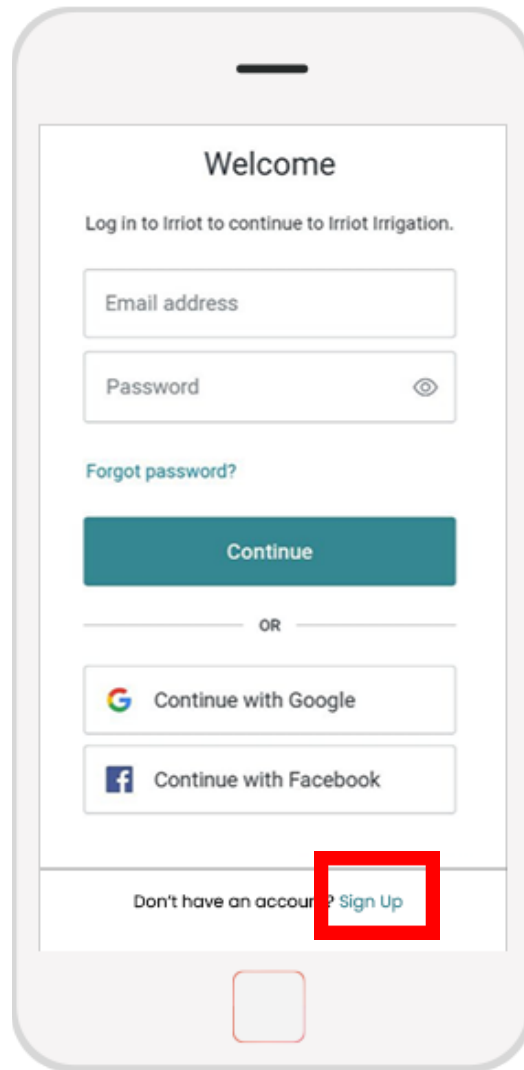 Welcome
Log in to Irriot to continue to Irriot Irrigation.
Email address
Password
Forgot password?
Continue
OR
Continue with Google
Continue with Facebook
Don't have an account? Sign Up